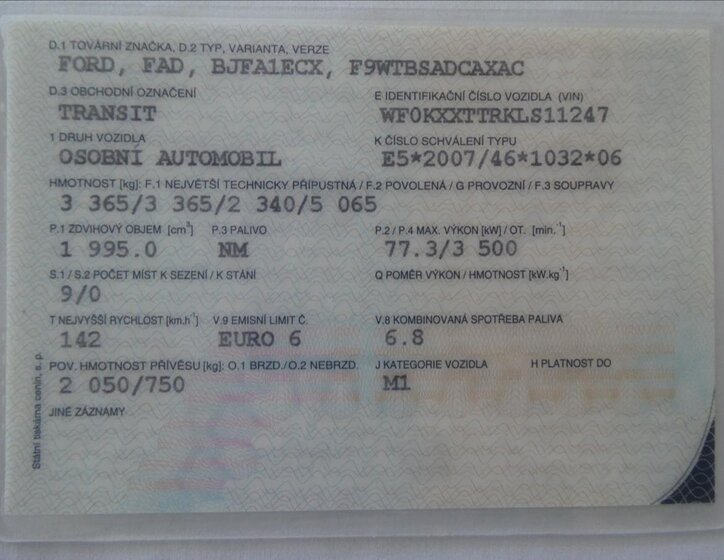 D.1 TOVÁRNÍ ZNAČKA, D.2 TYP, VARIANTA, VERZE
FORD, FAD, BJFA1ECX, F9WTBSADCAXAC
D.3 OBCHODNÍ OZNAČENÍ E IDENTIFIKAČNÍ ČÍSLO VOZIDLA (VIN)
TRANSIT WF0KXXTTRKLS11247
1 DRUH VOZIDLA K ČÍSLO SCHVÁLENÍ TYPU
OSOBNÍ AUTOMOBIL E5*2007/46*1032*06
HMOTNOST [kg]: F.1 NEJVĚTŠÍ TECHNICKY PŘÍPUSTNÁ / F.2 POVOLENÁ / G PROVOZNÍ / F.3 SOUPRAVY
3 365/3 365/2 340/5 065
P.1 ZDVIHOVÝ OBJEM [cm³] P.3 PALIVO P.2 / P.4 MAX. VÝKON [kW] / OT. [min.⁻¹]
1 995.0 NM 77.3/3 500
S.1 / S.2 POČET MÍST K SEZENÍ / K STÁNÍ Q POMĚR VÝKON / HMOTNOST [kW.kg⁻¹]
9/0
T NEJVYŠŠÍ RYCHLOST [km.h⁻¹] V.9 EMISNÍ LIMIT Č. V.8 KOMBINOVANÁ SPOTŘEBA PALIVA
142 EURO 6 6.8
POV. HMOTNOST PŘÍVĚSU [kg]: O.1 BRZD./O.2 NEBRZD. J KATEGORIE VOZIDLA H PLATNOST DO
2 050/750 M1
JINÉ ZÁZNAMY
Státní tiskárna cenin, s. p.